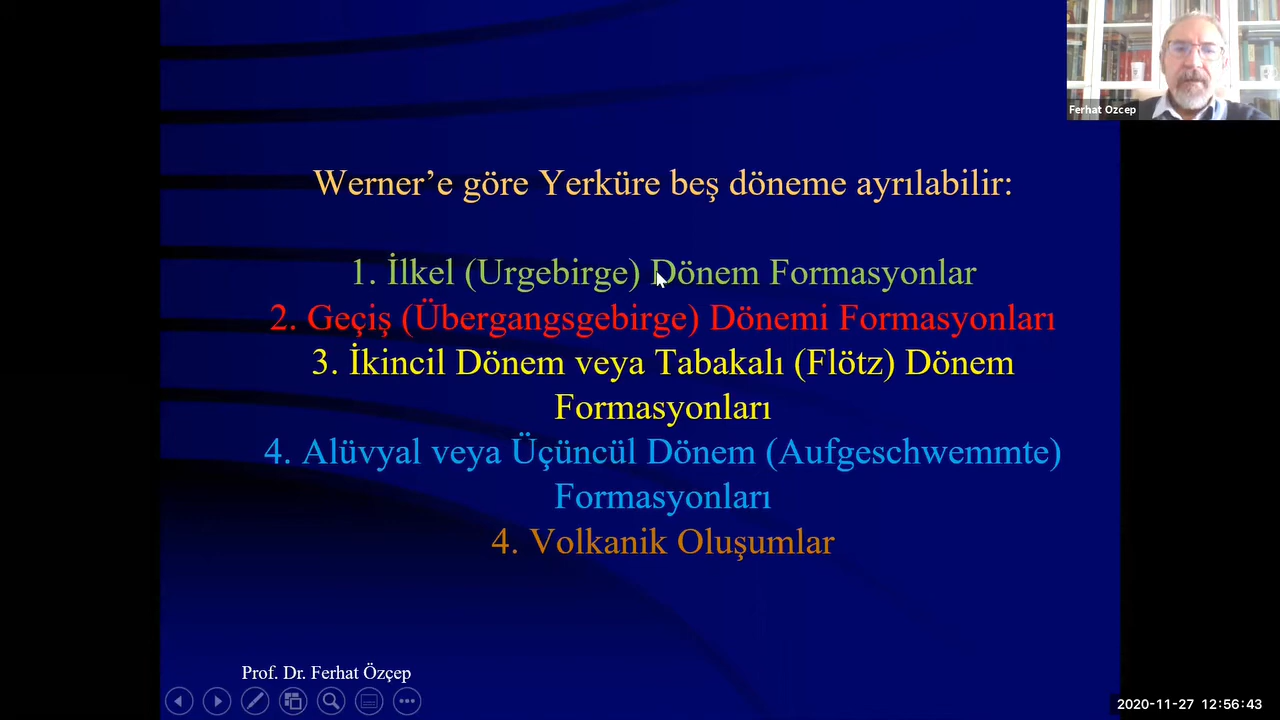 Ferhat Ozcep
Werner’e göre Yerküre beş döneme ayrılabilir:
1. İlkel (Urgebirge) Dönem Formasyonlar
2. Geçiş (Übergangsgebirge) Dönemi Formasyonları
3. İkincil Dönem veya Tabakalı (Flötz) Dönem
Formasyonları
4. Alüvyal veya Üçüncül Dönem (Aufgeschwemmte)
Formasyonları
4. Volkanik Oluşumlar
Prof. Dr. Ferhat Özçep
2020-11-27 12:56:43